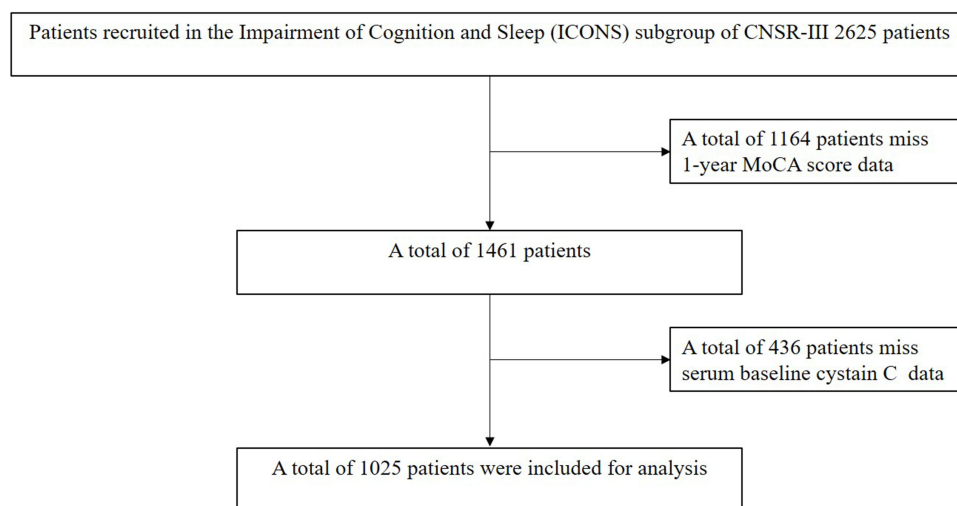 Patients recruited in the Impairment of Cognition and Sleep (ICONS) subgroup of CNSR-III 2625 patients
A total of 1164 patients miss
1-year MoCA score data
A total of 1461 patients
A total of 436 patients miss
serum baseline cystain C data
A total of 1025 patients were included for analysis